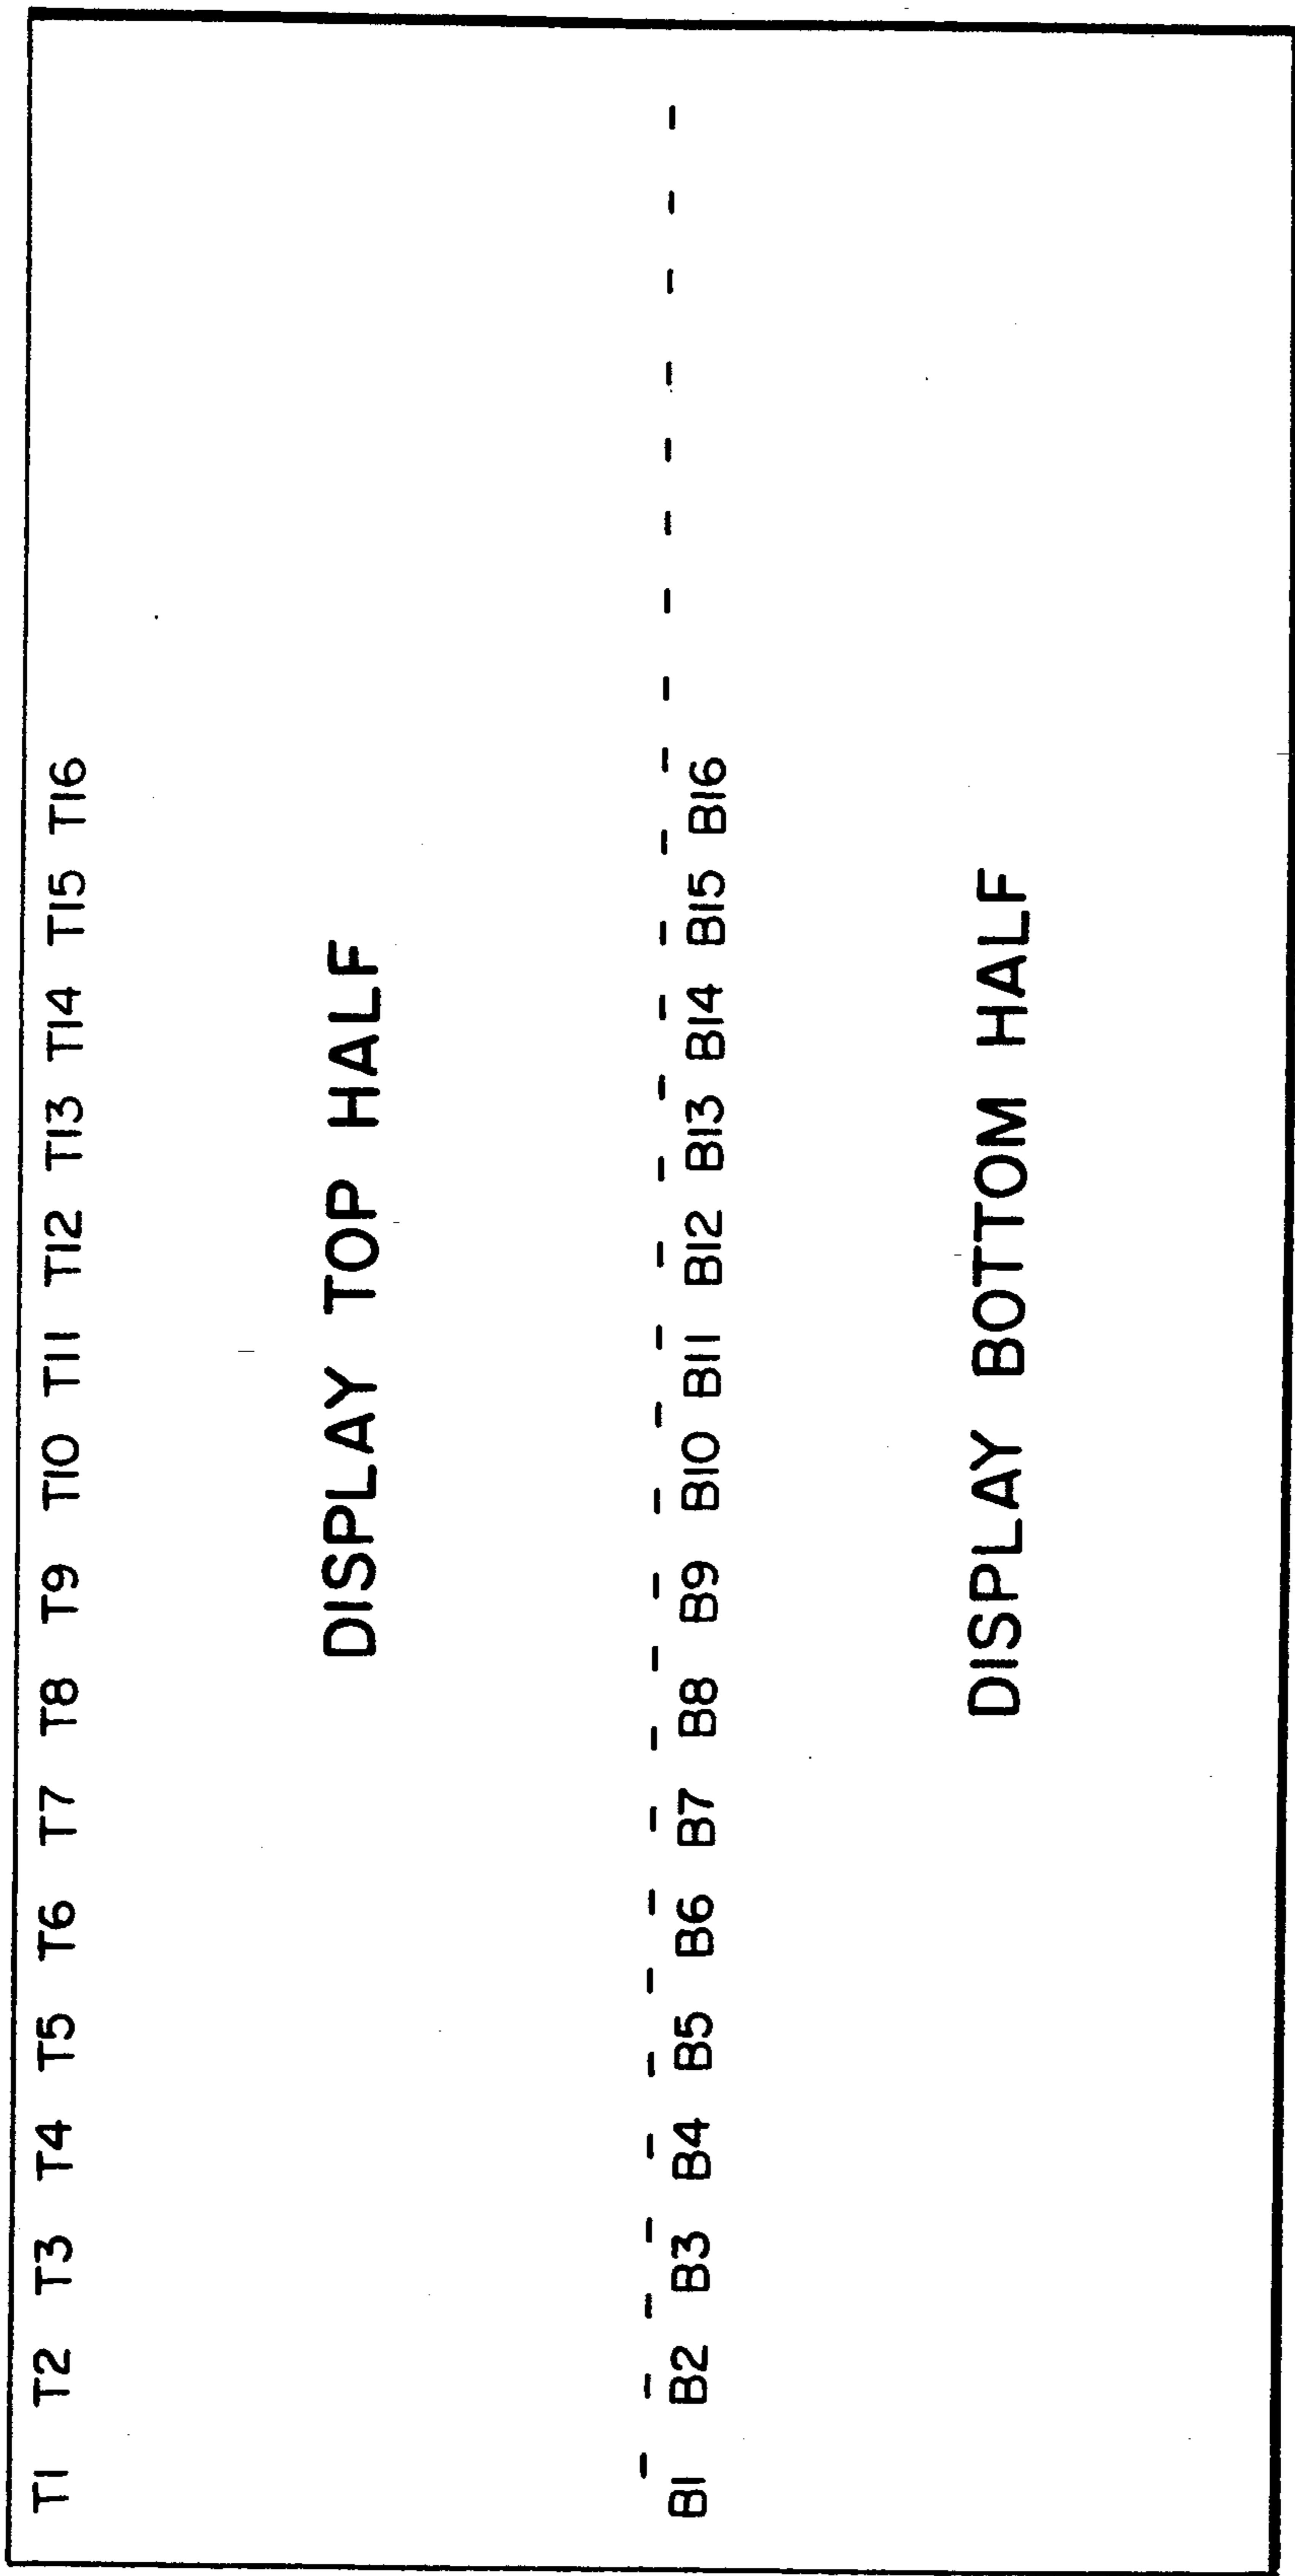 T1 T2 T3 T4 T5 T6 T7 T8 T9 T10 T11 T12 T13 T14 T15 T16
DISPLAY TOP HALF
B1 B2 B3 B4 B5 B6 B7 B8 B9 B10 B11 B12 B13 B14 B15 B16
DISPLAY BOTTOM HALF